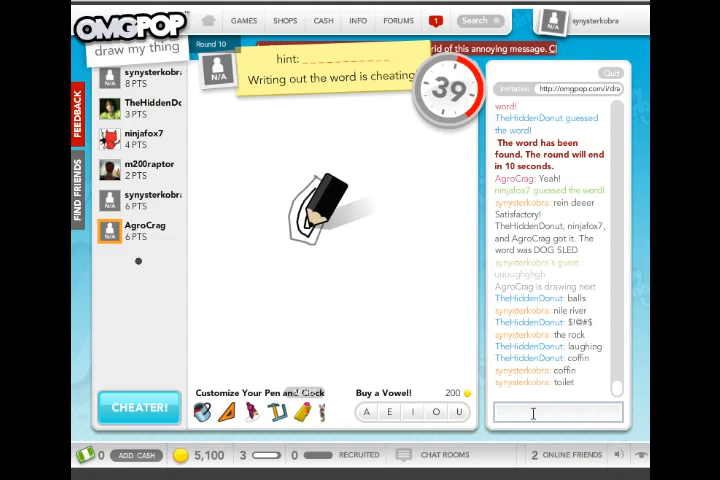 OMGPOP
draw my thing
GAMES
SHOPS
CASH
INFO
FORUMS
1
Search
N/A
synysterkobra
Round 10
rid of this annoying message. C
hint: _ _ _ _ _ _ _ _ _ _ _
Writing out the word is cheating
39
N/A
FEEDBACK
FIND FRIENDS
synysterkobra
8 PTS
TheHiddenDo
3 PTS
ninjafox7
4 PTS
m200raptor
2 PTS
synysterkobra
6 PTS
AgroCrag
6 PTS
CHEATER!
Customize Your Pen and Clock
Buy a Vowel!
200
A E I O U
Quit
Invitation
http://omgpop.com/i/dra
word!
TheHiddenDonut guessed
the word!
The word has been
found. The round will end
in 10 seconds.
AgroCrag: Yeah!
ninjafox7 guessed the word!
synysterkobra: rein deeer
Satisfactory!
TheHiddenDonut, ninjafox7,
and AgroCrag got it. The
word was DOG SLED
synysterkobra's guest :
uuuughghgh
AgroCrag is drawing next
TheHiddenDonut: balls
synysterkobra: nile river
TheHiddenDonut: $!@#$
synysterkobra: the rock
TheHiddenDonut: laughing
TheHiddenDonut: coffin
synysterkobra: coffin
synysterkobra: toilet
0
ADD CASH
5,100
3
0
RECRUITED
CHAT ROOMS
2 ONLINE FRIENDS